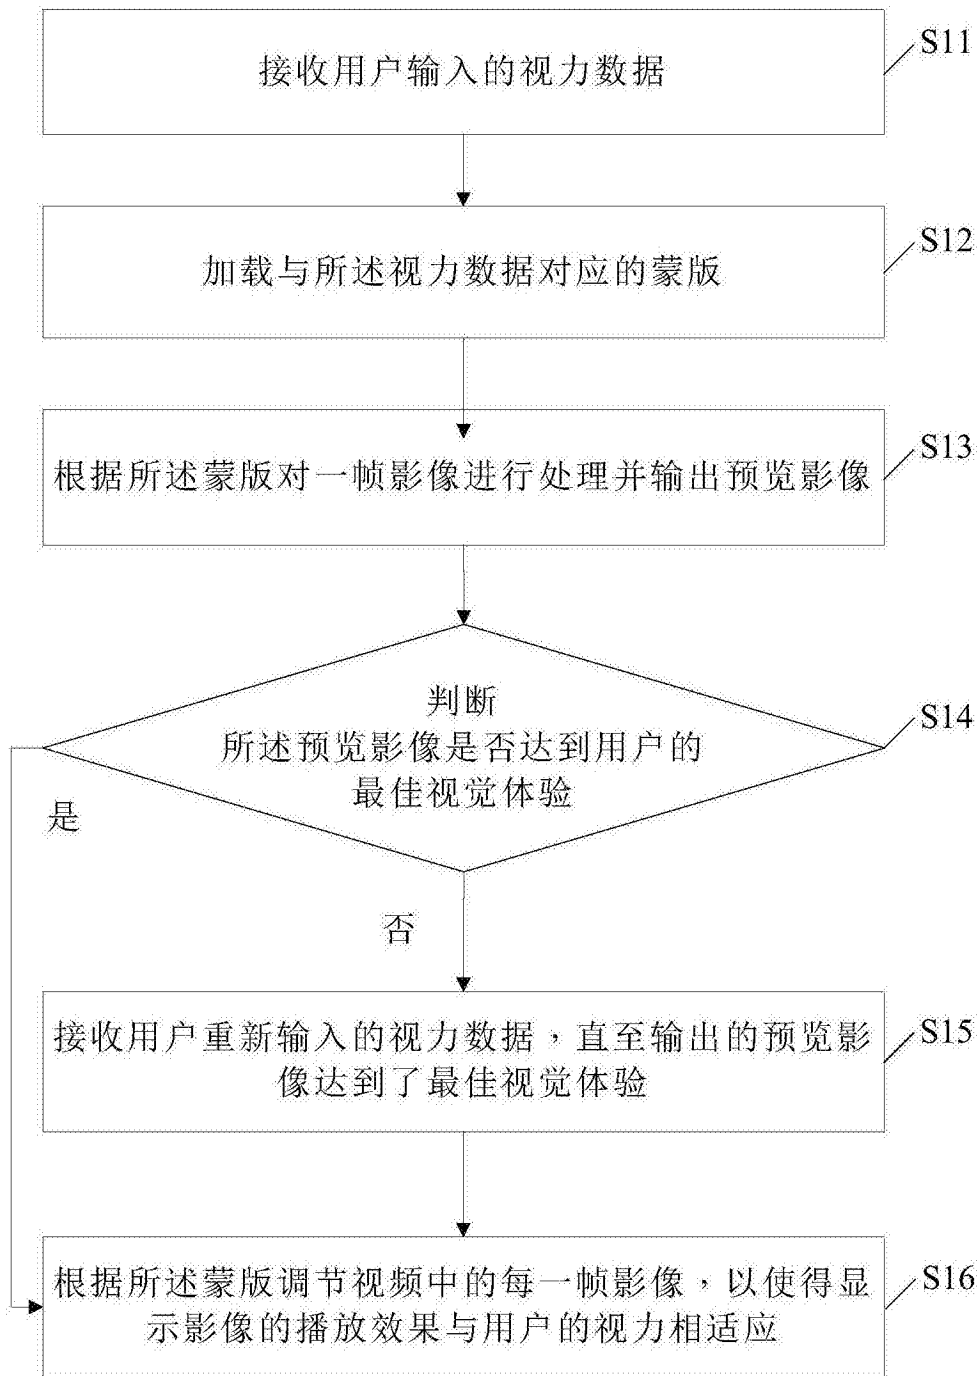 接收用户输入的视力数据
S11
加载与所述视力数据对应的蒙版
S12
根据所述蒙版对一帧影像进行处理并输出预览影像
S13
判断
所述预览影像是否达到用户的
最佳视觉体验
S14
是
否
接收用户重新输入的视力数据，直至输出的预览影
像达到了最佳视觉体验
S15
根据所述蒙版调节视频中的每一帧影像，以使得显
示影像的播放效果与用户的视力相适应
S16